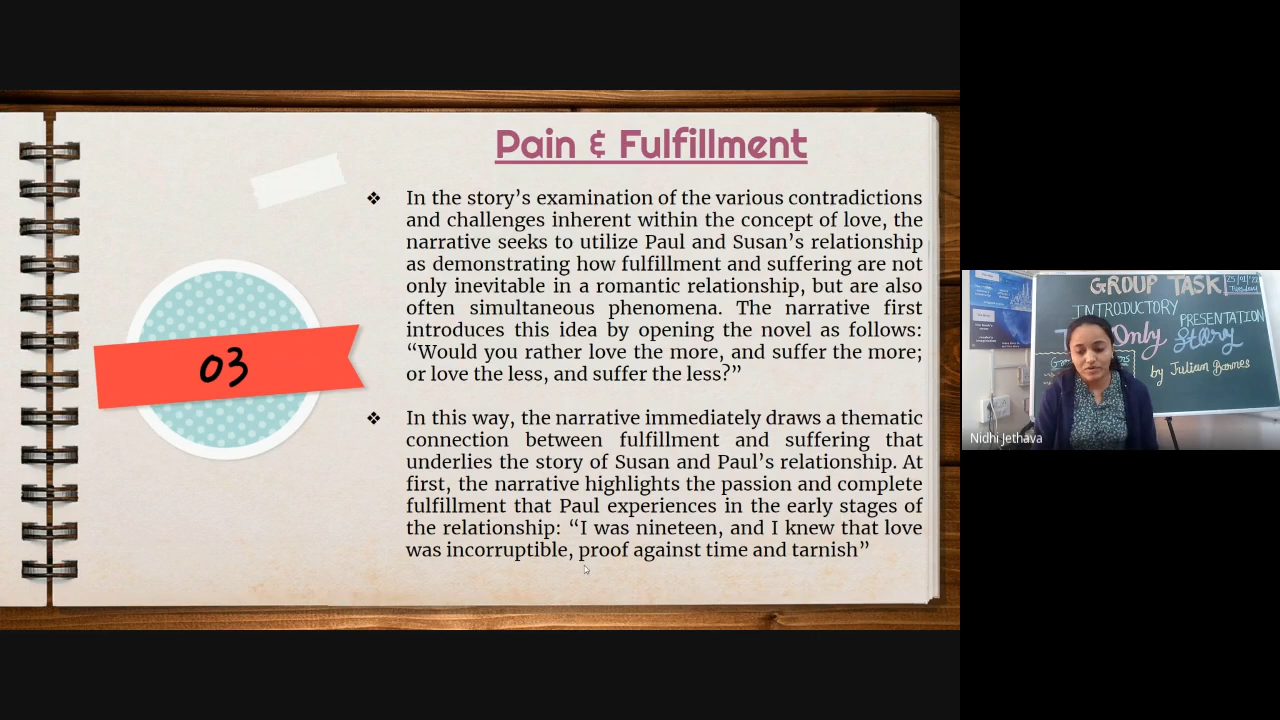 Pain & Fulfillment
❖ In the story’s examination of the various contradictions
and challenges inherent within the concept of love, the
narrative seeks to utilize Paul and Susan’s relationship
as demonstrating how fulfillment and suffering are not
only inevitable in a romantic relationship, but are also
often simultaneous phenomena. The narrative first
introduces this idea by opening the novel as follows:
“Would you rather love the more, and suffer the more;
or love the less, and suffer the less?”
❖ In this way, the narrative immediately draws a thematic
connection between fulfillment and suffering that
underlies the story of Susan and Paul’s relationship. At
first, the narrative highlights the passion and complete
fulfillment that Paul experiences in the early stages of
the relationship: “I was nineteen, and I knew that love
was incorruptible, proof against time and tarnish”
03
GROUP TASK
Tuesday
INTRODUCTORY
PRESENTATION
Only Story
by Julian Barnes
Nidhi Jethava